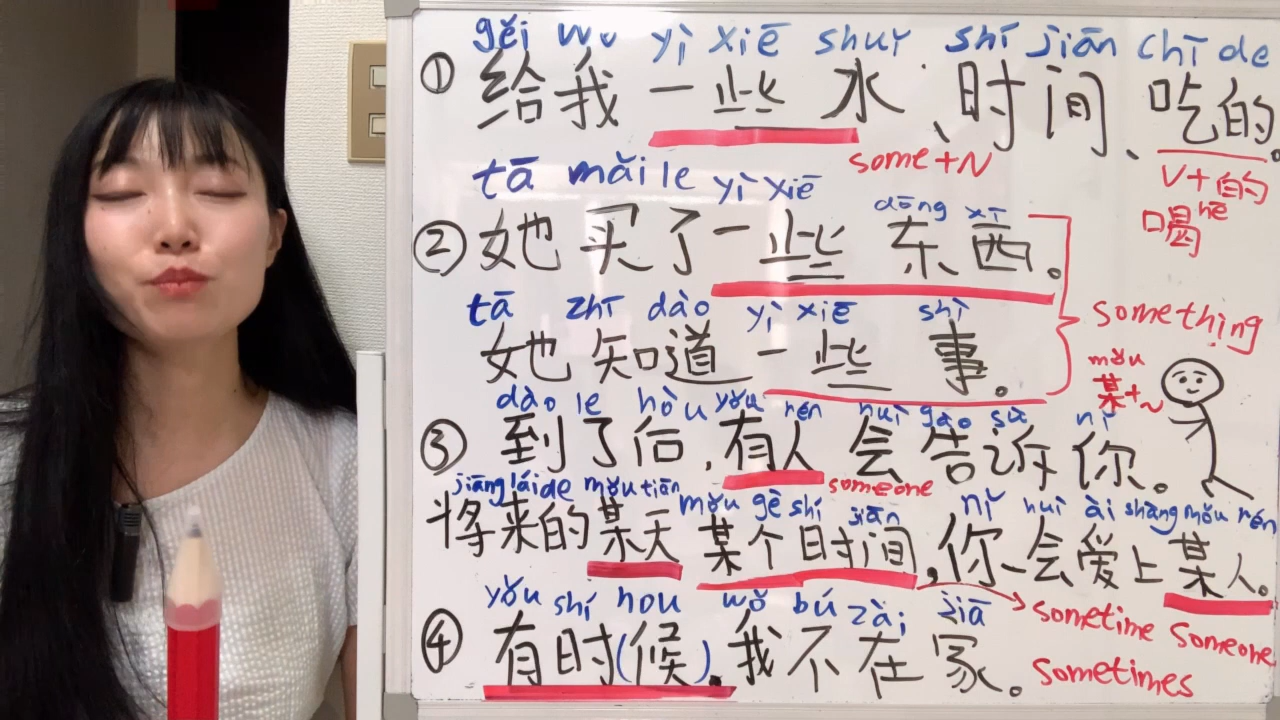 gěi wo yì xiē shuǐ shí jiān chī de
① 给我一些水、时间、吃的。
some+N
V+的
喝 hē
tā mǎi le yì xiē dōng xī
② 她买了一些东西。
tā zhī dào yì xiē shì
她知道一些事。
something
mǒu
某+N
dào le hòu yǒu rén huì gào sù nǐ
③ 到了后,有人会告诉你。
someone
jiāng lái de mǒu tiān mǒu gè shí jiān nǐ huì ài shàng mǒu rén
将来的某天某个时间,你会爱上某人。
sometime someone
yǒu shí hou wǒ bú zài jiā
④ 有时(候),我不在家。
sometimes